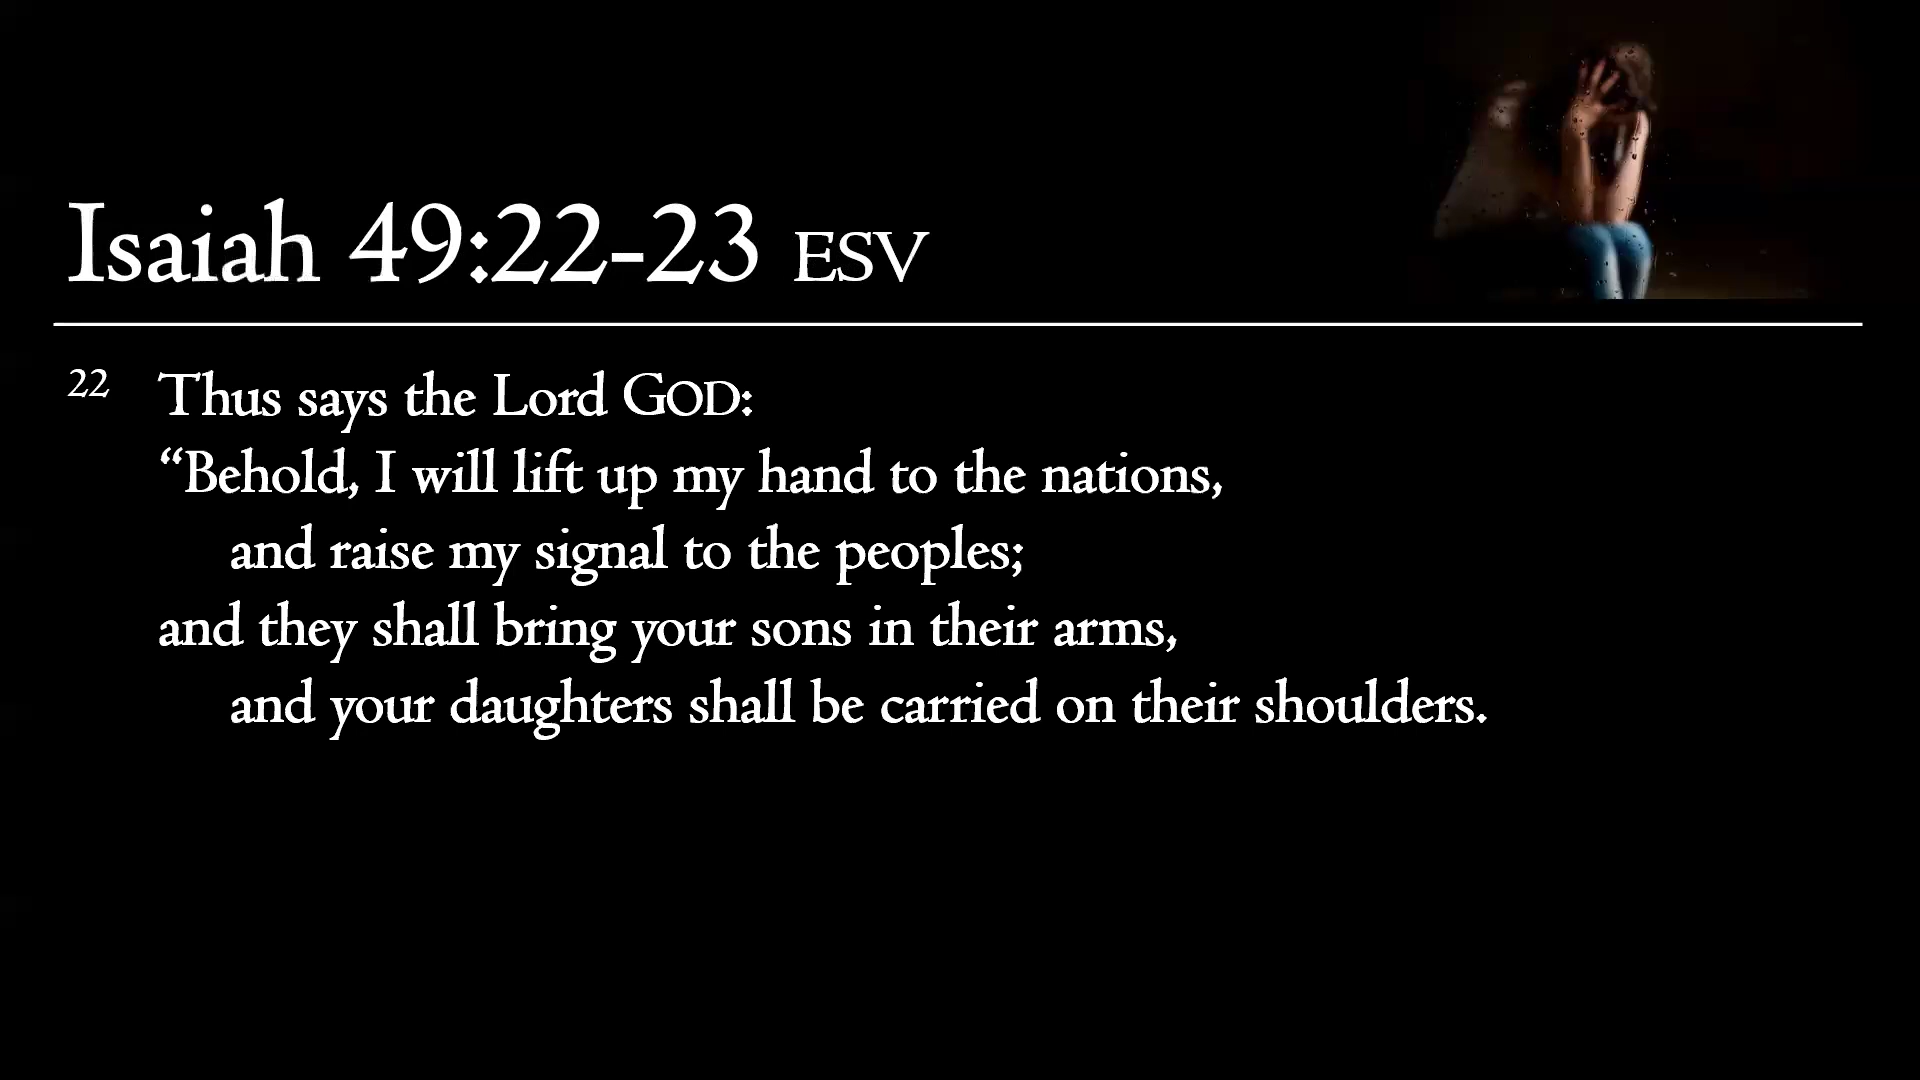 Isaiah 49:22-23 ESV
22 Thus says the Lord GOD:
“Behold, I will lift up my hand to the nations,
and raise my signal to the peoples;
and they shall bring your sons in their arms,
and your daughters shall be carried on their shoulders.